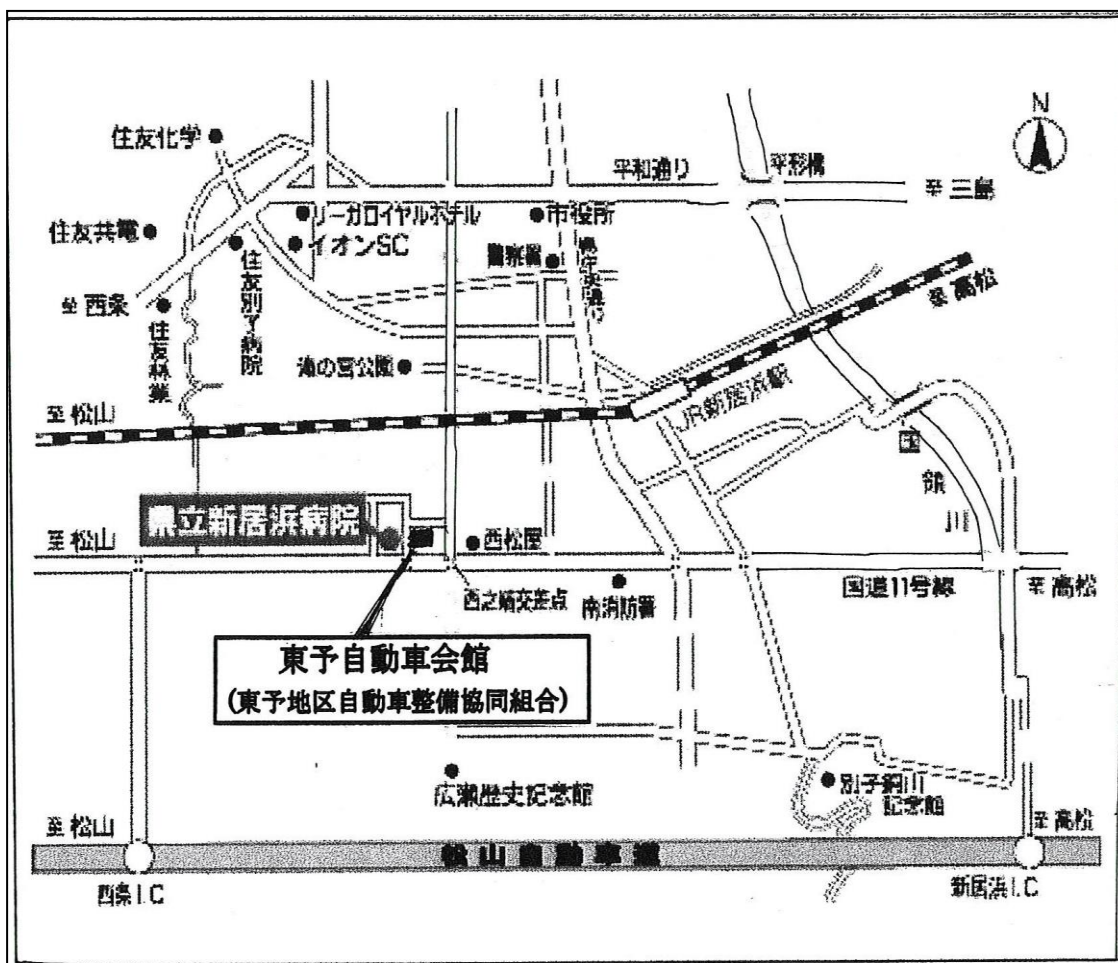 N
住友化学
平和通り
平形橋
至 三島
リーガロイヤルホテル
市役所
住友共電
イオンSC
警察署
至 西条
住友林業
住友別子病院
至 高松
滝の宮公園
JR新居浜駅
至 松山
国領川
県立新居浜病院
至 松山
西松屋
国道11号線
至 高松
西之端交差点
南消防署
東予自動車会館
(東予地区自動車整備協同組合)
広瀬歴史記念館
別子銅山
記念館
至 松山
至 高松
松山自動車道
西条I.C
新居浜I.C